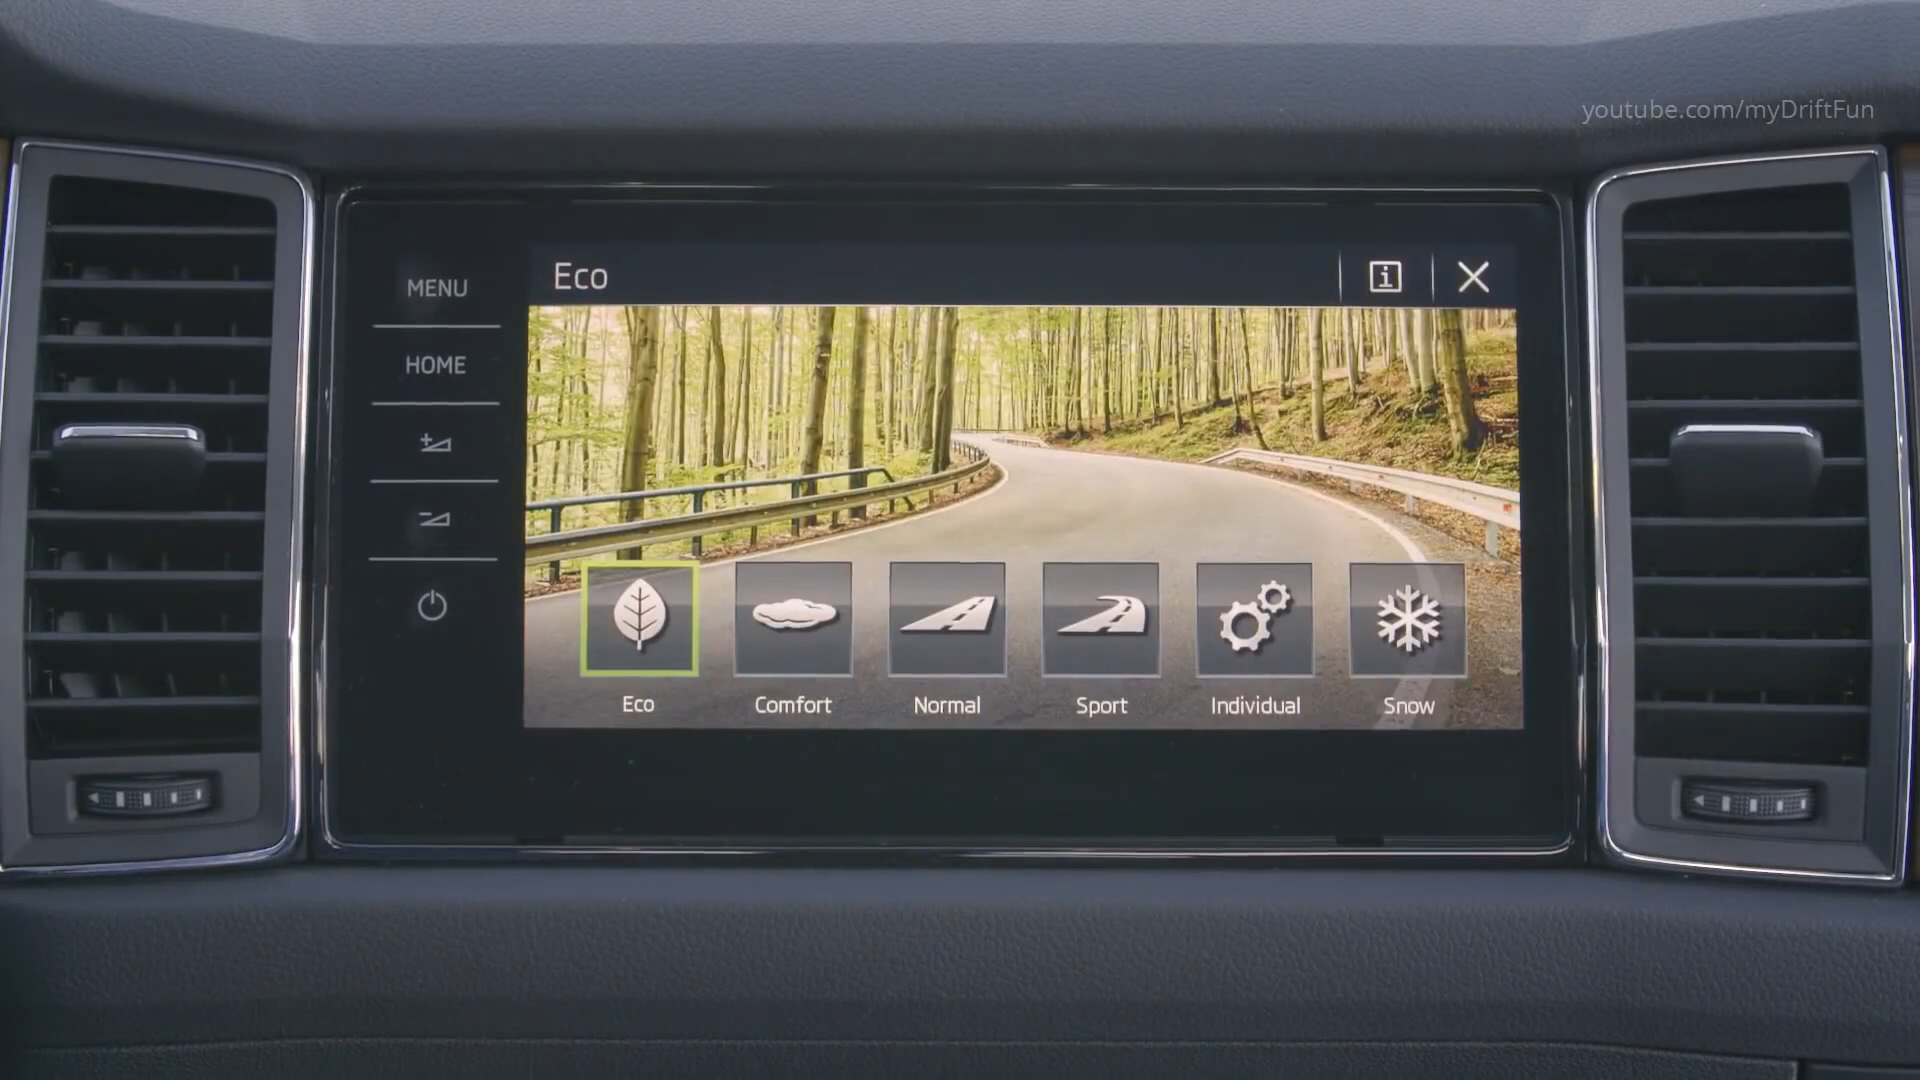 youtube.com/myDriftFun
MENU
HOME
Eco
i
Eco
Comfort
Normal
Sport
Individual
Snow